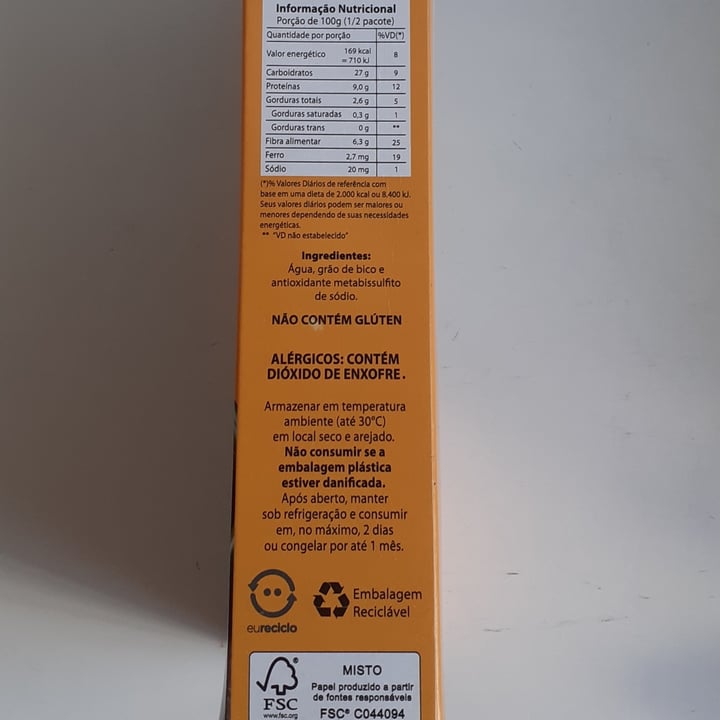 Informação Nutricional
Porção de 100g (1/2 pacote)
Quantidade por porção %VD(*)
Valor energético 169 kcal = 710 kJ 8
Carboidratos 27 g 9
Proteínas 9,0 g 12
Gorduras totais 2,6 g 5
Gorduras saturadas 0,3 g 1
Gorduras trans 0 g **
Fibra alimentar 6,3 g 25
Ferro 2,7 mg 19
Sódio 20 mg 1
(*)% Valores Diários de referência com
base em uma dieta de 2.000 kcal ou 8.400 kJ.
Seus valores diários podem ser maiores ou
menores dependendo de suas necessidades
energéticas.
** "VD não estabelecido"
Ingredientes:
Água, grão de bico e
antioxidante metabissulfito
de sódio.
NÃO CONTÉM GLÚTEN
ALÉRGICOS: CONTÉM
DIÓXIDO DE ENXOFRE.
Armazenar em temperatura
ambiente (até 30°C)
em local seco e arejado.
Não consumir se a
embalagem plástica
estiver danificada.
Após aberto, manter
sob refrigeração e consumir
em, no máximo, 2 dias
ou congelar por até 1 mês.
eureciclo
Embalagem
Reciclável
FSC
www.fsc.org
MISTO
Papel produzido a partir
de fontes responsáveis
FSC® C044094